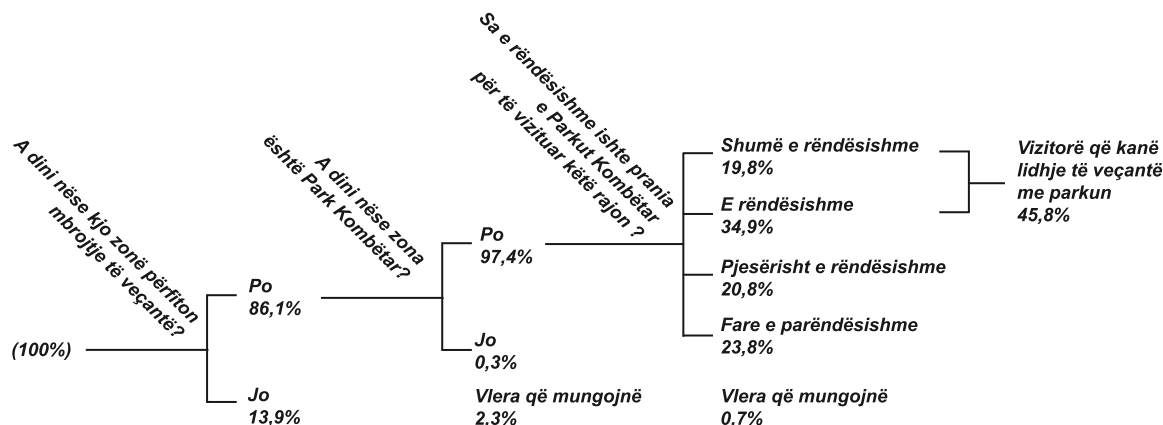 (100%)
A dini nëse kjo zonë përfiton
mbrojtje të veçantë?
Po
86,1%
Jo
13,9%
A dini nëse zona
është Park Kombëtar?
Po
97,4%
Jo
0,3%
Vlera që mungojnë
2.3%
Sa e rëndësishme ishte prania
e Parkut Kombëtar
për të vizituar këtë rajon ?
Shumë e rëndësishme
19,8%
E rëndësishme
34,9%
Pjesërisht e rëndësishme
20,8%
Fare e parëndësishme
23,8%
Vlera që mungojnë
0.7%
Vizitorë që kanë
lidhje të veçantë
me parkun
45,8%